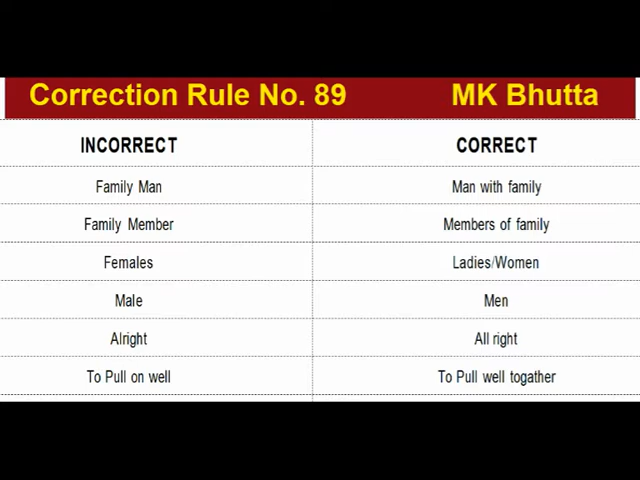 Correction Rule No. 89 MK Bhutta
INCORRECT CORRECT
Family Man Man with family
Family Member Members of family
Females Ladies/Women
Male Men
Alright All right
To Pull on well To Pull well togather